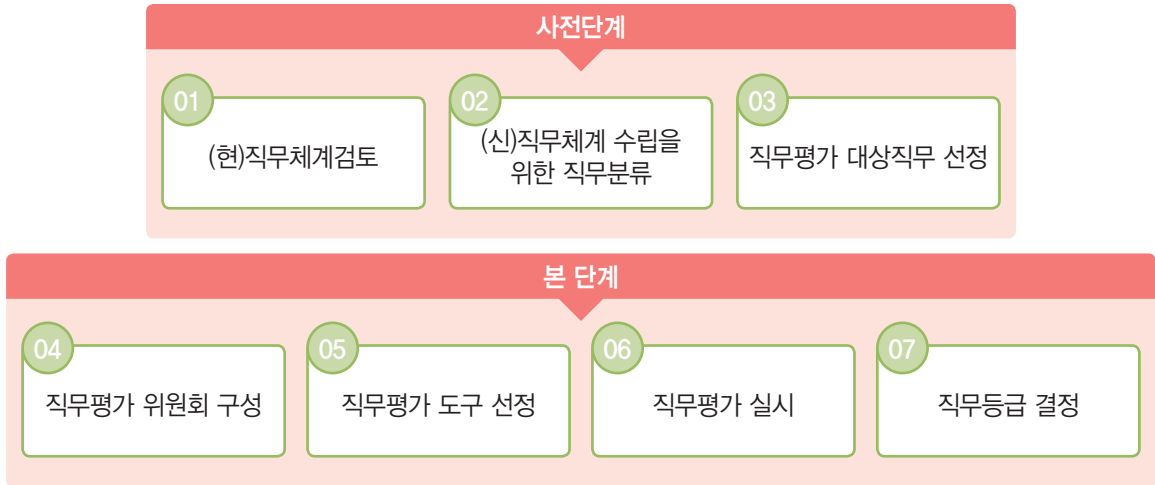 사전단계
01
(현)직무체계검토
02
(신)직무체계 수립을
위한 직무분류
03
직무평가 대상직무 선정
본 단계
04
직무평가 위원회 구성
05
직무평가 도구 선정
06
직무평가 실시
07
직무등급 결정